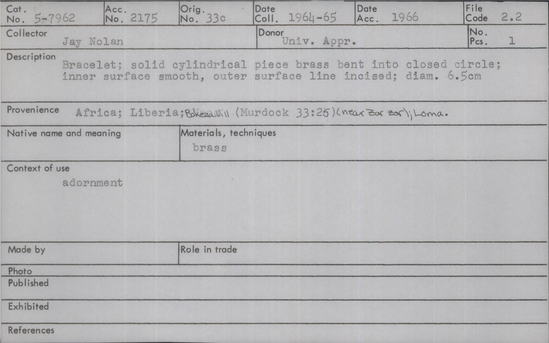 Cat. No. 5-7962 Acc. No. 2175 Orig. No. 33c Date Coll. 1964-65 Date Acc. 1966 File Code 2.2
Collector Jay Nolan Donor Univ. Appr. No. Pcs. 1
Description Bracelet; solid cylindrical piece brass bent into closed circle;
inner surface smooth, outer surface line incised; diam. 6.5cm
Provenience Africa; Liberia; (Murdock 33:25) (near Zor Zor), Loma.
Native name and meaning Materials, techniques
brass
Context of use
adornment
Made by Role in trade
Photo
Published
Exhibited
References